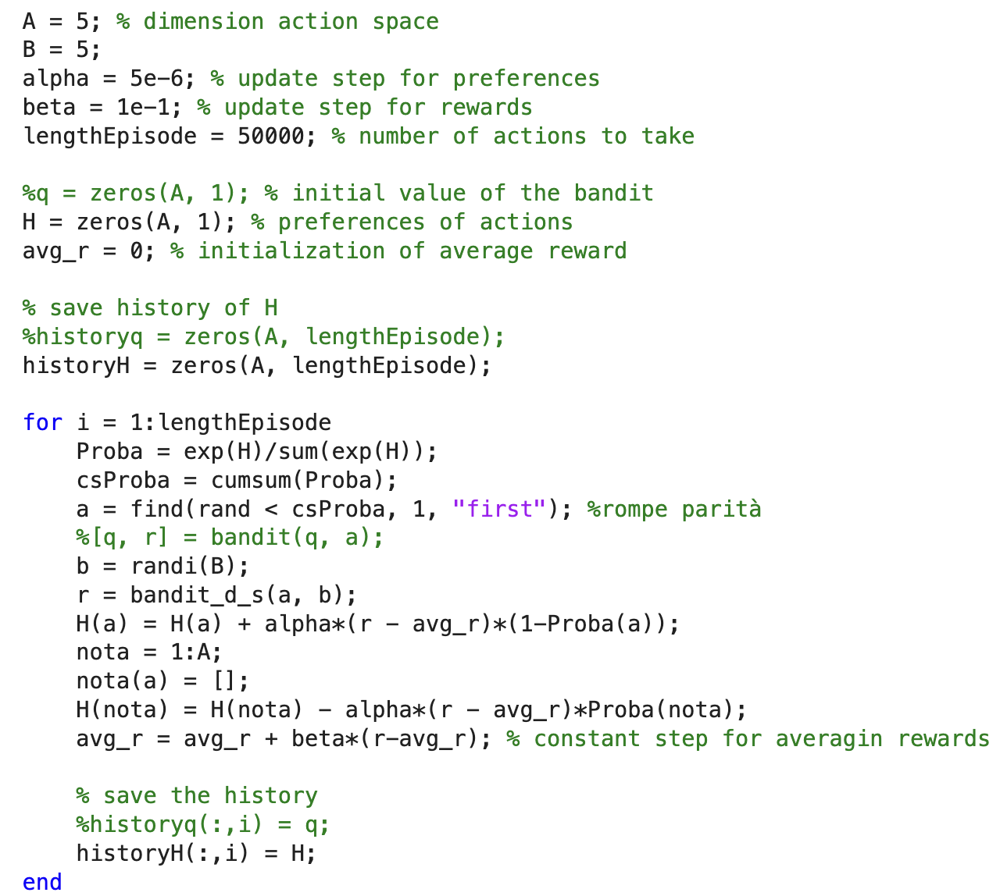 A = 5; % dimension action space
B = 5;
alpha = 5e-6; % update step for preferences
beta = 1e-1; % update step for rewards
lengthEpisode = 50000; % number of actions to take
%q = zeros(A, 1); % initial value of the bandit
H = zeros(A, 1); % preferences of actions
avg_r = 0; % initialization of average reward
% save history of H
%historyq = zeros(A, lengthEpisode);
historyH = zeros(A, lengthEpisode);
for i = 1:lengthEpisode
    Proba = exp(H)/sum(exp(H));
    csProba = cumsum(Proba);
    a = find(rand < csProba, 1, "first"); %rompe parità
    %[q, r] = bandit(q, a);
    b = randi(B);
    r = bandit_d_s(a, b);
    H(a) = H(a) + alpha*(r - avg_r)*(1-Proba(a));
    nota = 1:A;
    nota(a) = [];
    H(nota) = H(nota) - alpha*(r - avg_r)*Proba(nota);
    avg_r = avg_r + beta*(r-avg_r); % constant step for averagin rewards
    % save the history
    %historyq(:,i) = q;
    historyH(:,i) = H;
end